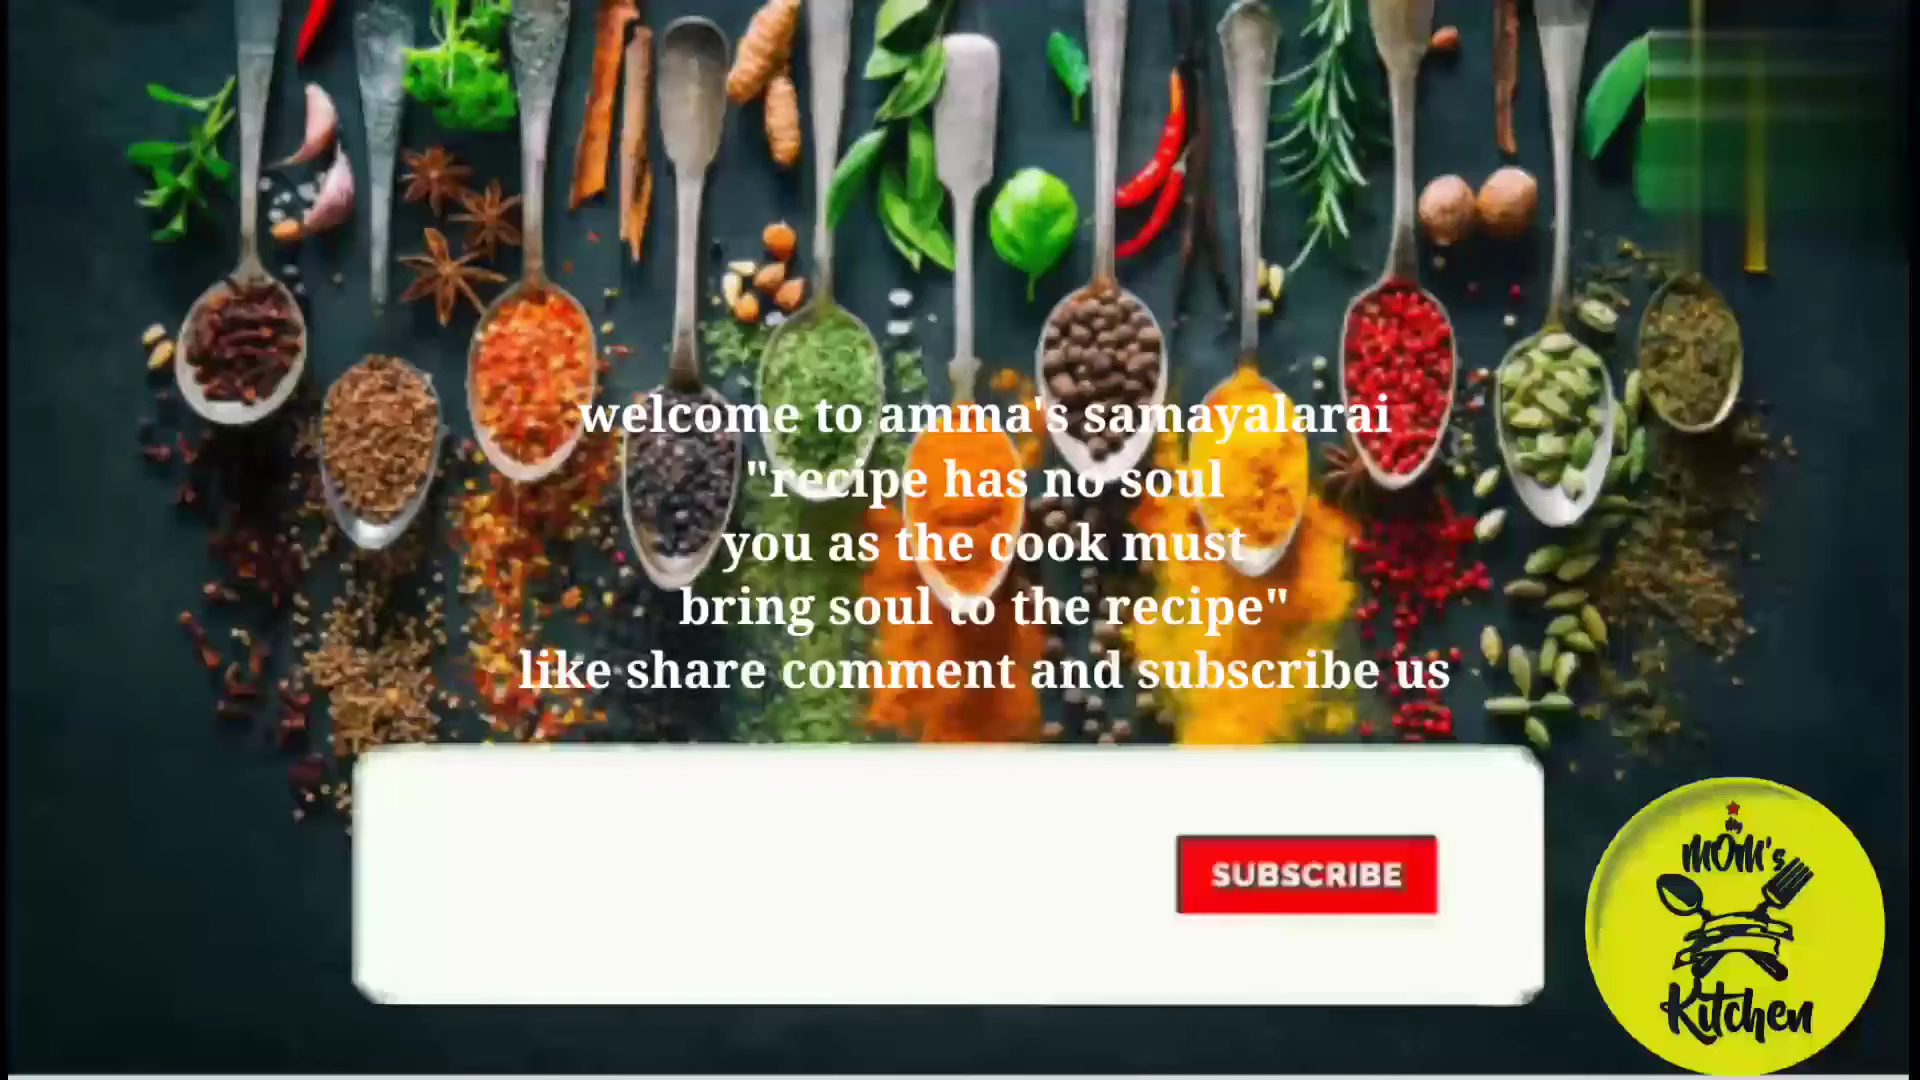 welcome to amma's samayalarai
"recipe has no soul
you as the cook must
bring soul to the recipe"
like share comment and subscribe us
SUBSCRIBE
my
mom's
Kitchen